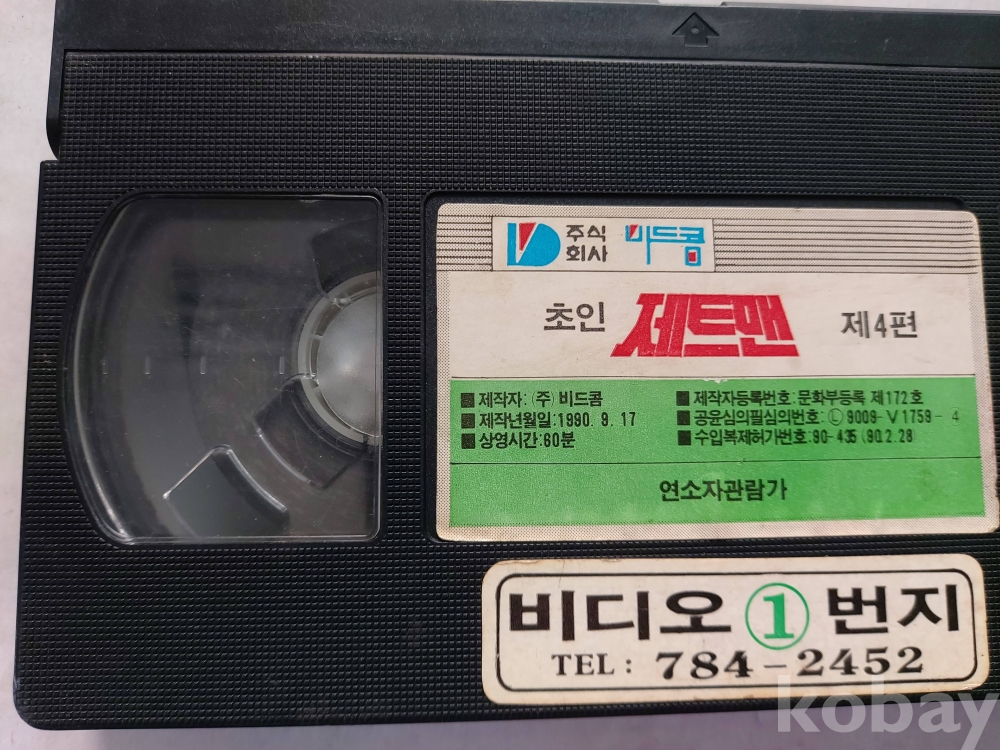 주식
회사 비드콤
초인 제트맨 제4편
제작자: (주) 비드콤
제작년월일:1990. 9. 17
상영시간:60분
제작자등록번호:문화부등록 제172호
공윤심의필심의번호:Ⓛ9009-V1759-4
수입복제허가번호:90-435 (90.2.28)
연소자관람가
비디오 ① 번지
TEL : 784-2452
kobay